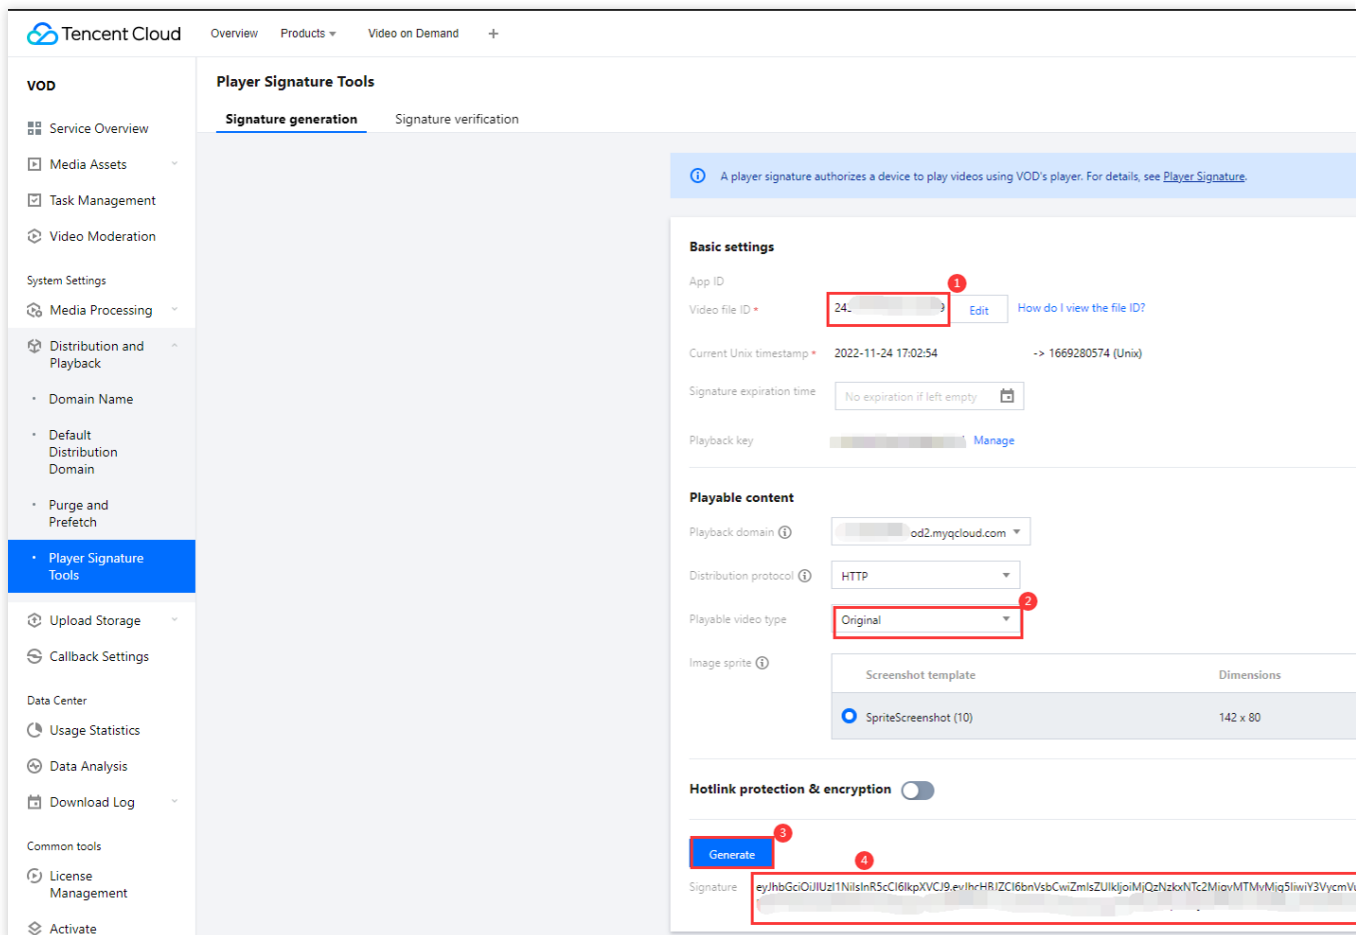 Tencent Cloud
Overview
Products
Video on Demand
+
VOD
Player Signature Tools
Signature generation
Signature verification
Service Overview
Media Assets
Task Management
Video Moderation
System Settings
Media Processing
Distribution and
Playback
Domain Name
Default
Distribution
Domain
Purge and
Prefetch
Player Signature
Tools
Upload Storage
Callback Settings
Data Center
Usage Statistics
Data Analysis
Download Log
Common tools
License
Management
Activate
A player signature authorizes a device to play videos using VOD's player. For details, see Player Signature.
Basic settings
App ID
1
Video file ID *
Edit
How do I view the file ID?
Current Unix timestamp *
2022-11-24 17:02:54
-> 1669280574 (Unix)
Signature expiration time
No expiration if left empty
Playback key
Manage
Playable content
Playback domain
od2.myqcloud.com
Distribution protocol
HTTP
2
Playable video type
Original
Image sprite
Screenshot template
Dimensions
SpriteScreenshot (10)
142 x 80
Hotlink protection & encryption
3
Generate
4
Signature